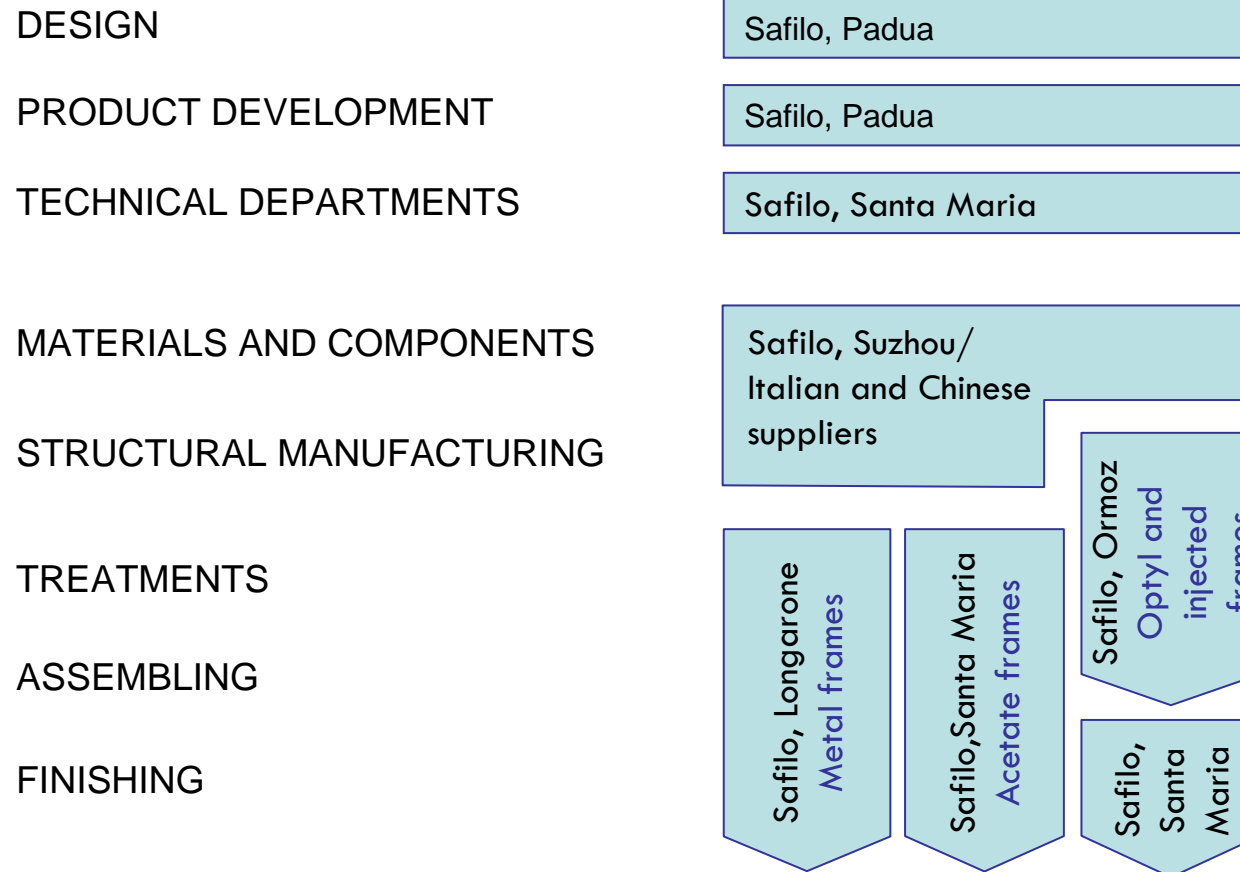 DESIGN
Safilo, Padua
PRODUCT DEVELOPMENT
Safilo, Padua
TECHNICAL DEPARTMENTS
Safilo, Santa Maria
MATERIALS AND COMPONENTS
Safilo, Suzhou/
Italian and Chinese
suppliers
STRUCTURAL MANUFACTURING
TREATMENTS
ASSEMBLING
FINISHING
Safilo, Longarone
Metal frames
Safilo,Santa Maria
Acetate frames
Safilo, Ormoz
Optyl and
injected
frames
Safilo,
Santa
Maria